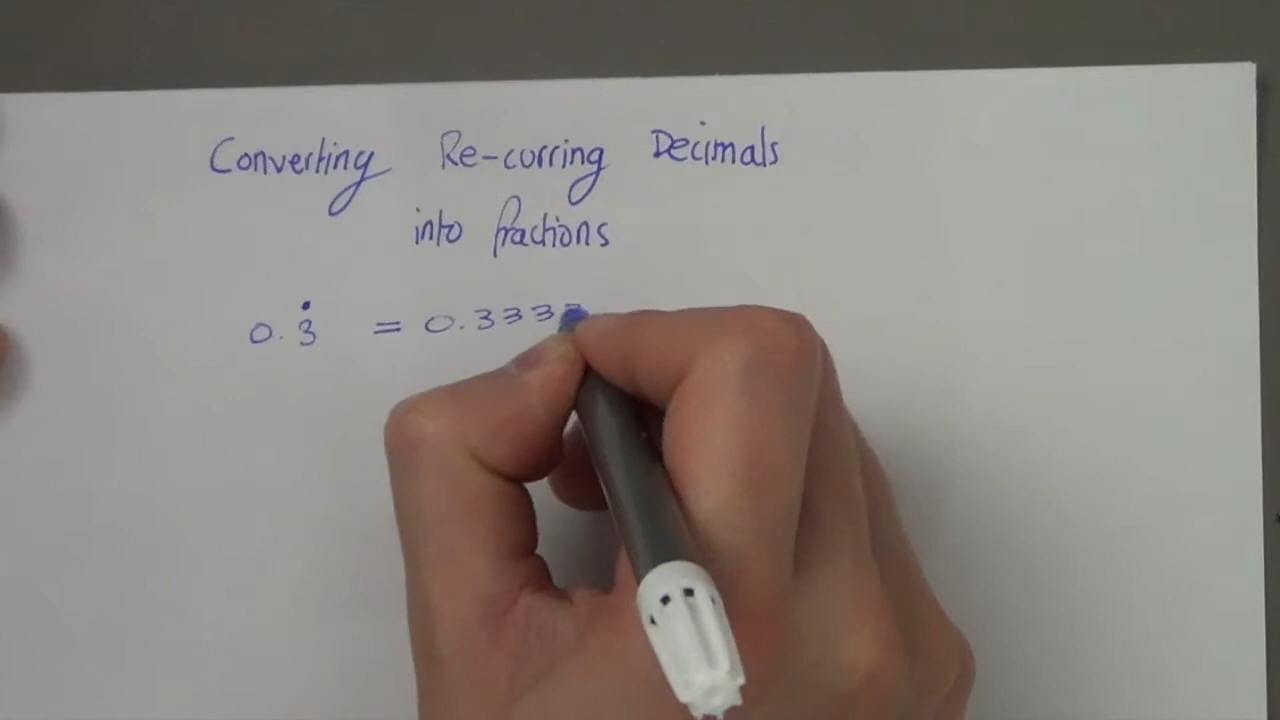 Converting Re-curring Decimals
into fractions
0.3̇ = 0.333